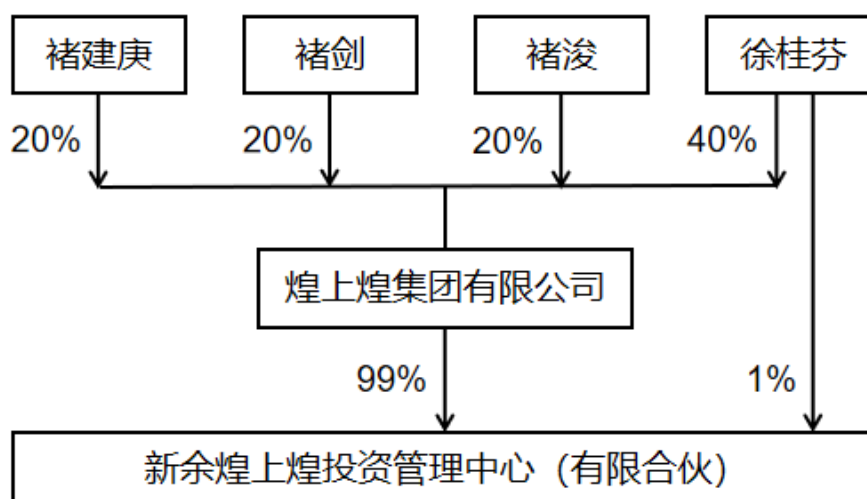 褚建庚 褚剑 褚浚 徐桂芬
20% 20% 20% 40%
煌上煌集团有限公司
99% 1%
新余煌上煌投资管理中心（有限合伙）